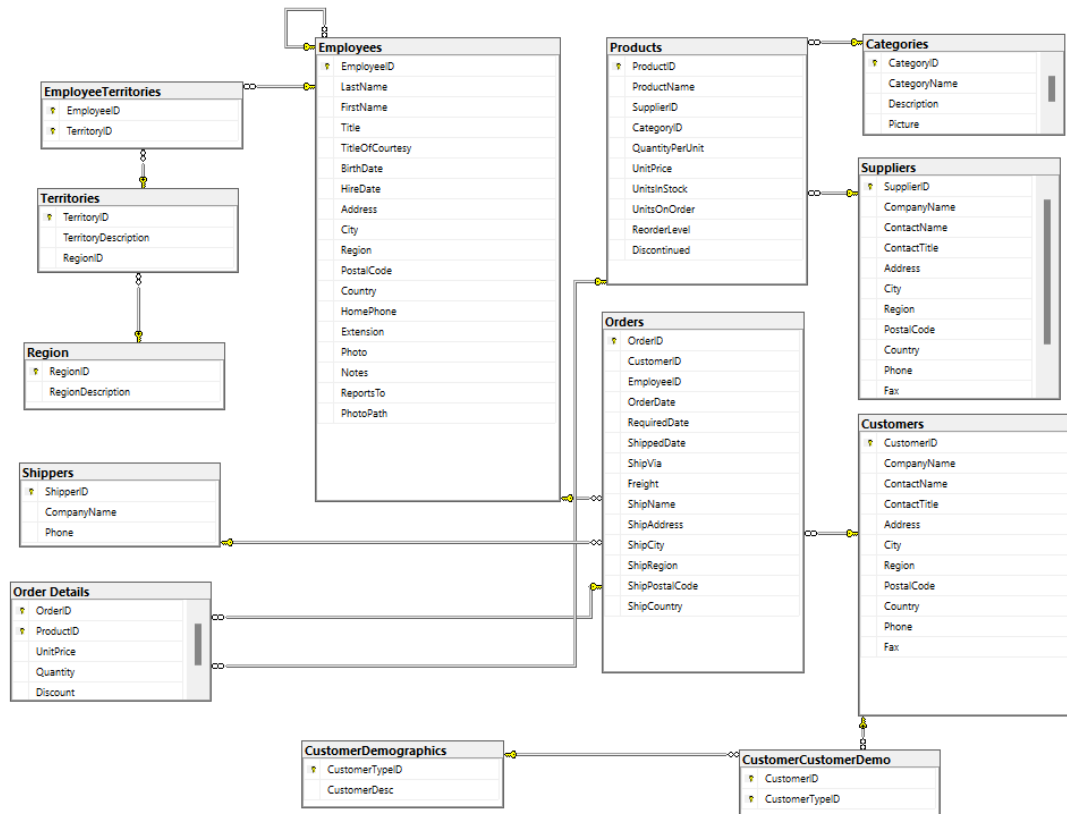 Employees
EmployeeID
LastName
FirstName
Title
TitleOfCourtesy
BirthDate
HireDate
Address
City
Region
PostalCode
Country
HomePhone
Extension
Photo
Notes
ReportsTo
PhotoPath
Products
ProductID
ProductName
SupplierID
CategoryID
QuantityPerUnit
UnitPrice
UnitsInStock
UnitsOnOrder
ReorderLevel
Discontinued
Categories
CategoryID
CategoryName
Description
Picture
EmployeeTerritories
EmployeeID
TerritoryID
Suppliers
SupplierID
CompanyName
ContactName
ContactTitle
Address
City
Region
PostalCode
Country
Phone
Fax
Territories
TerritoryID
TerritoryDescription
RegionID
Orders
OrderID
CustomerID
EmployeeID
OrderDate
RequiredDate
ShippedDate
ShipVia
Freight
ShipName
ShipAddress
ShipCity
ShipRegion
ShipPostalCode
ShipCountry
Region
RegionID
RegionDescription
Customers
CustomerID
CompanyName
ContactName
ContactTitle
Address
City
Region
PostalCode
Country
Phone
Fax
Shippers
ShipperID
CompanyName
Phone
Order Details
OrderID
ProductID
UnitPrice
Quantity
Discount
CustomerDemographics
CustomerTypeID
CustomerDesc
CustomerCustomerDemo
CustomerID
CustomerTypeID